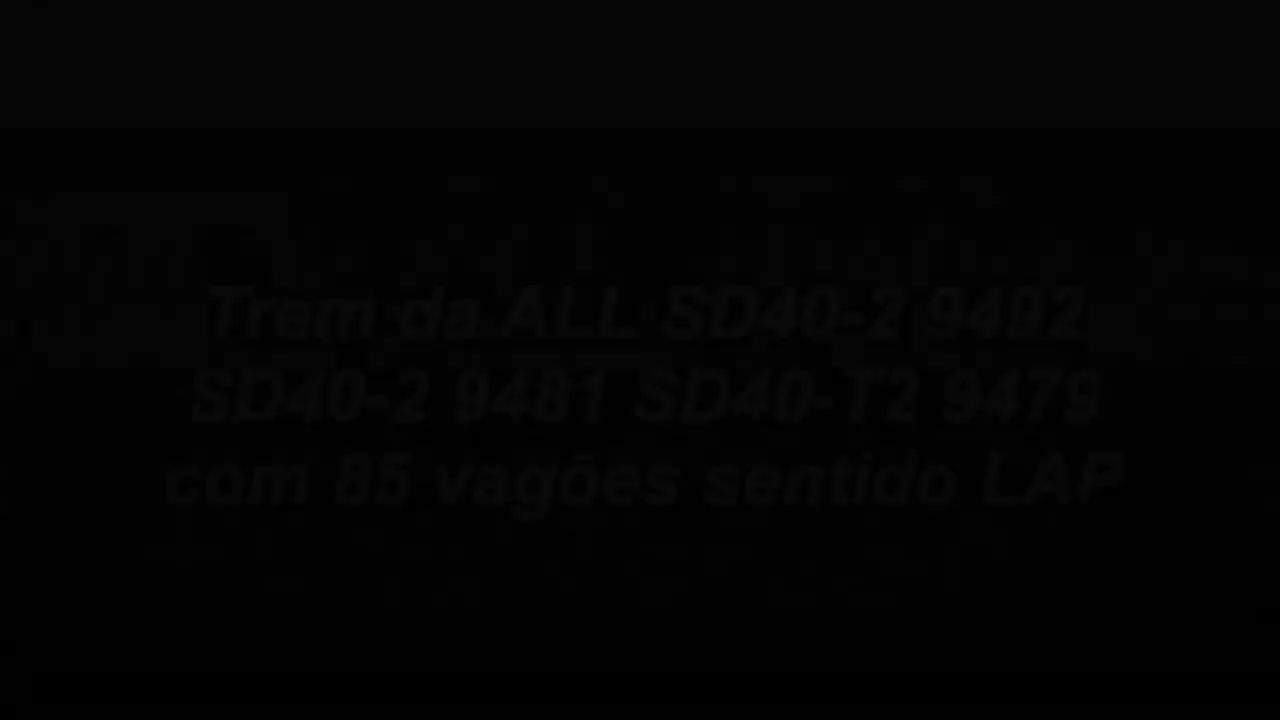 Trem da ALL SD40-2 9492
SD40-2 9481 SD40-T2 9479
com 85 vagões sentido LAP